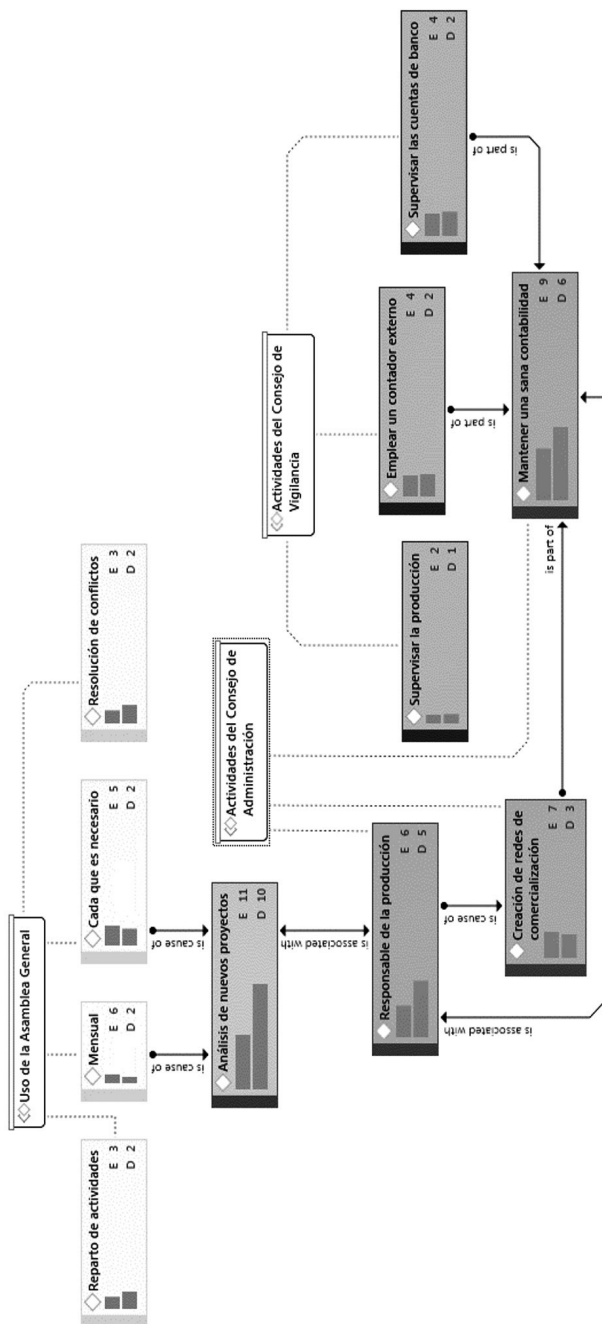 Uso de la Asamblea General
Reparto de actividades
E 3
D 2
Mensual
E 6
D 2
Cada que es necesario
E 5
D 2
Resolución de conflictos
E 3
D 2
is cause of
is cause of
Análisis de nuevos proyectos
E 11
D 10
Actividades del Consejo de
Administración
Actividades del Consejo de
Vigilancia
is associated with
Responsable de la producción
E 6
D 5
Supervisar la producción
E 2
D 1
Emplear un contador externo
E 4
D 2
Supervisar las cuentas de banco
E 4
D 2
is cause of
is part of
is part of
is associated with
Creación de redes de
comercialización
E 7
D 3
is part of
Mantener una sana contabilidad
E 9
D 6